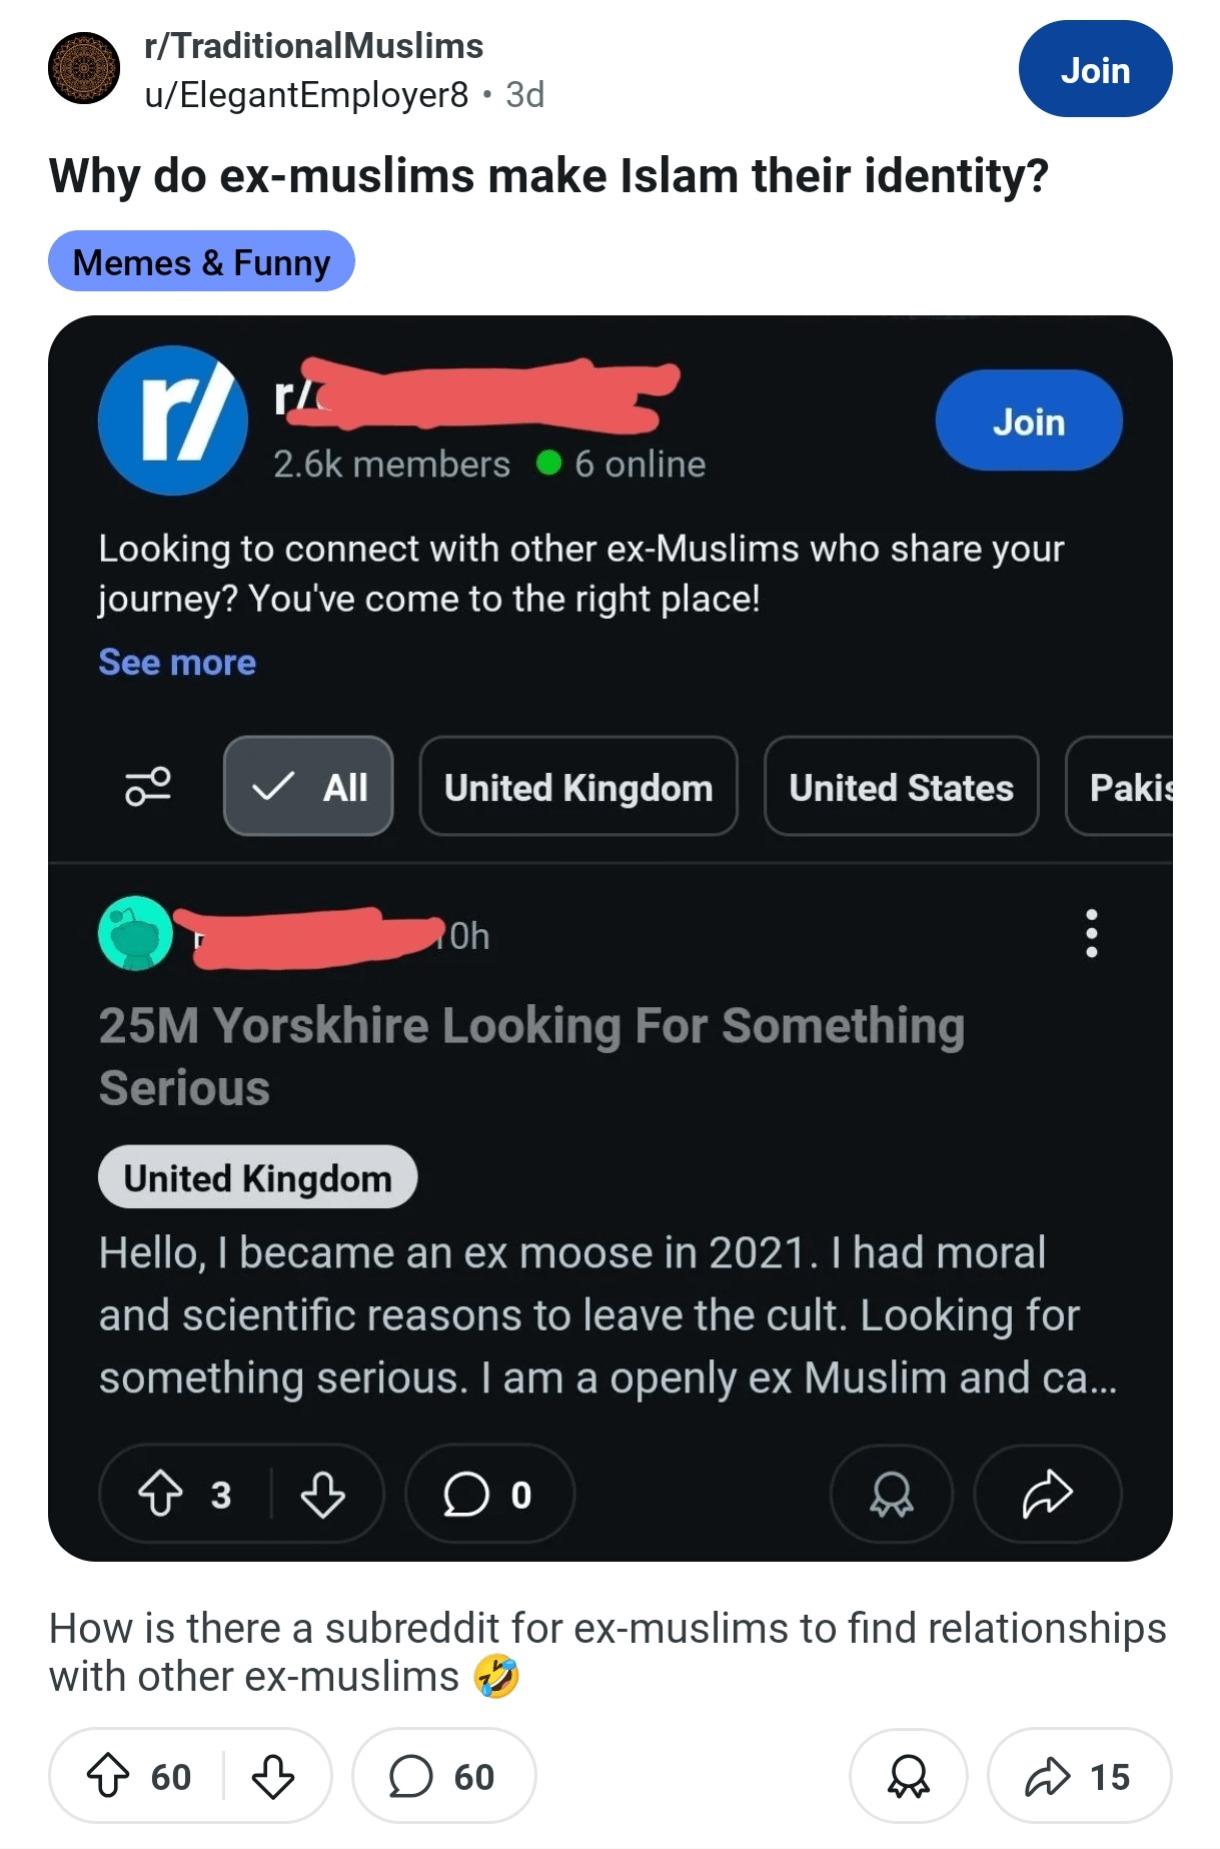 r/TraditionalMuslims
u/ElegantEmployer8 • 3d
Join
Why do ex-muslims make Islam their identity?
Memes & Funny
r/
r/
2.6k members 6 online
Join
Looking to connect with other ex-Muslims who share your
journey? You've come to the right place!
See more
All
United Kingdom
United States
Pakis
0h
25M Yorskhire Looking For Something
Serious
United Kingdom
Hello, I became an ex moose in 2021. I had moral
and scientific reasons to leave the cult. Looking for
something serious. I am a openly ex Muslim and ca...
3
0
How is there a subreddit for ex-muslims to find relationships
with other ex-muslims 🤣
60
60
15